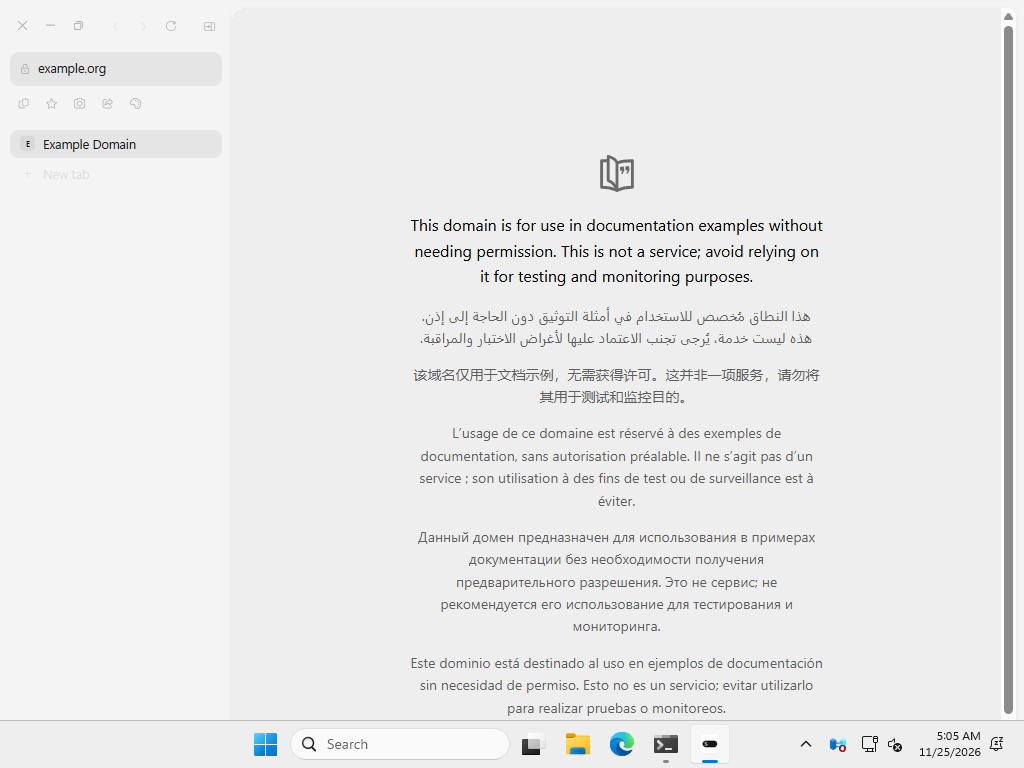 example.org
E Example Domain
New tab
This domain is for use in documentation examples without
needing permission. This is not a service; avoid relying on
it for testing and monitoring purposes.
هذا النطاق مُخصص للاستخدام في أمثلة التوثيق دون الحاجة إلى إذن.
هذه ليست خدمة، يُرجى تجنب الاعتماد عليها لأغراض الاختبار والمراقبة.
该域名仅用于文档示例，无需获得许可。这并非一项服务，请勿将
其用于测试和监控目的。
L’usage de ce domaine est réservé à des exemples de
documentation, sans autorisation préalable. Il ne s’agit pas d’un
service ; son utilisation à des fins de test ou de surveillance est à
éviter.
Данный домен предназначен для использования в примерах
документации без необходимости получения
предварительного разрешения. Это не сервис; не
рекомендуется его использование для тестирования и
мониторинга.
Este dominio está destinado al uso en ejemplos de documentación
sin necesidad de permiso. Esto no es un servicio; evitar utilizarlo
para realizar pruebas o monitoreos.
Search
5:05 AM
11/25/2026